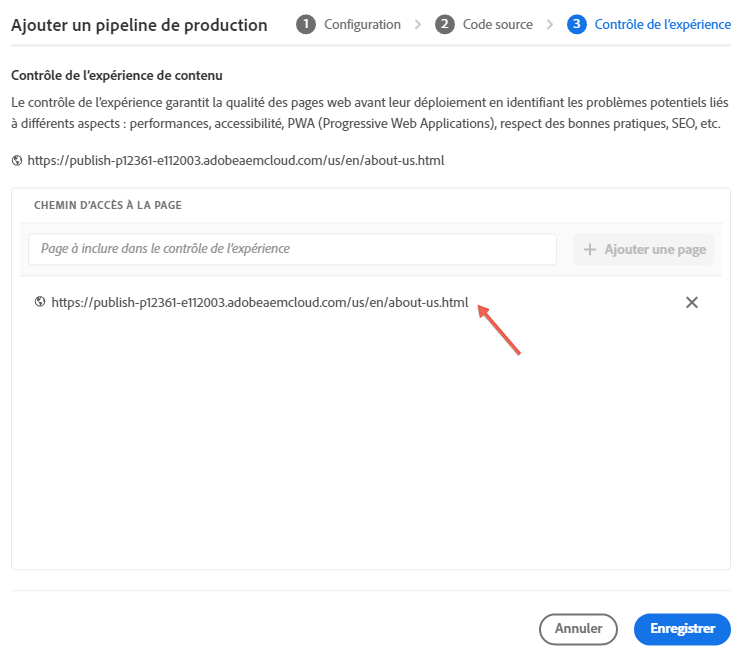 Ajouter un pipeline de production
1 Configuration > 2 Code source > 3 Contrôle de l'expérience
Contrôle de l'expérience de contenu
Le contrôle de l'expérience garantit la qualité des pages web avant leur déploiement en identifiant les problèmes potentiels liés
à différents aspects : performances, accessibilité, PWA (Progressive Web Applications), respect des bonnes pratiques, SEO, etc.
https://publish-p12361-e112003.adobeaemcloud.com/us/en/about-us.html
CHEMIN D'ACCÈS À LA PAGE
Page à inclure dans le contrôle de l'expérience
+ Ajouter une page
https://publish-p12361-e112003.adobeaemcloud.com/us/en/about-us.html
Annuler
Enregistrer